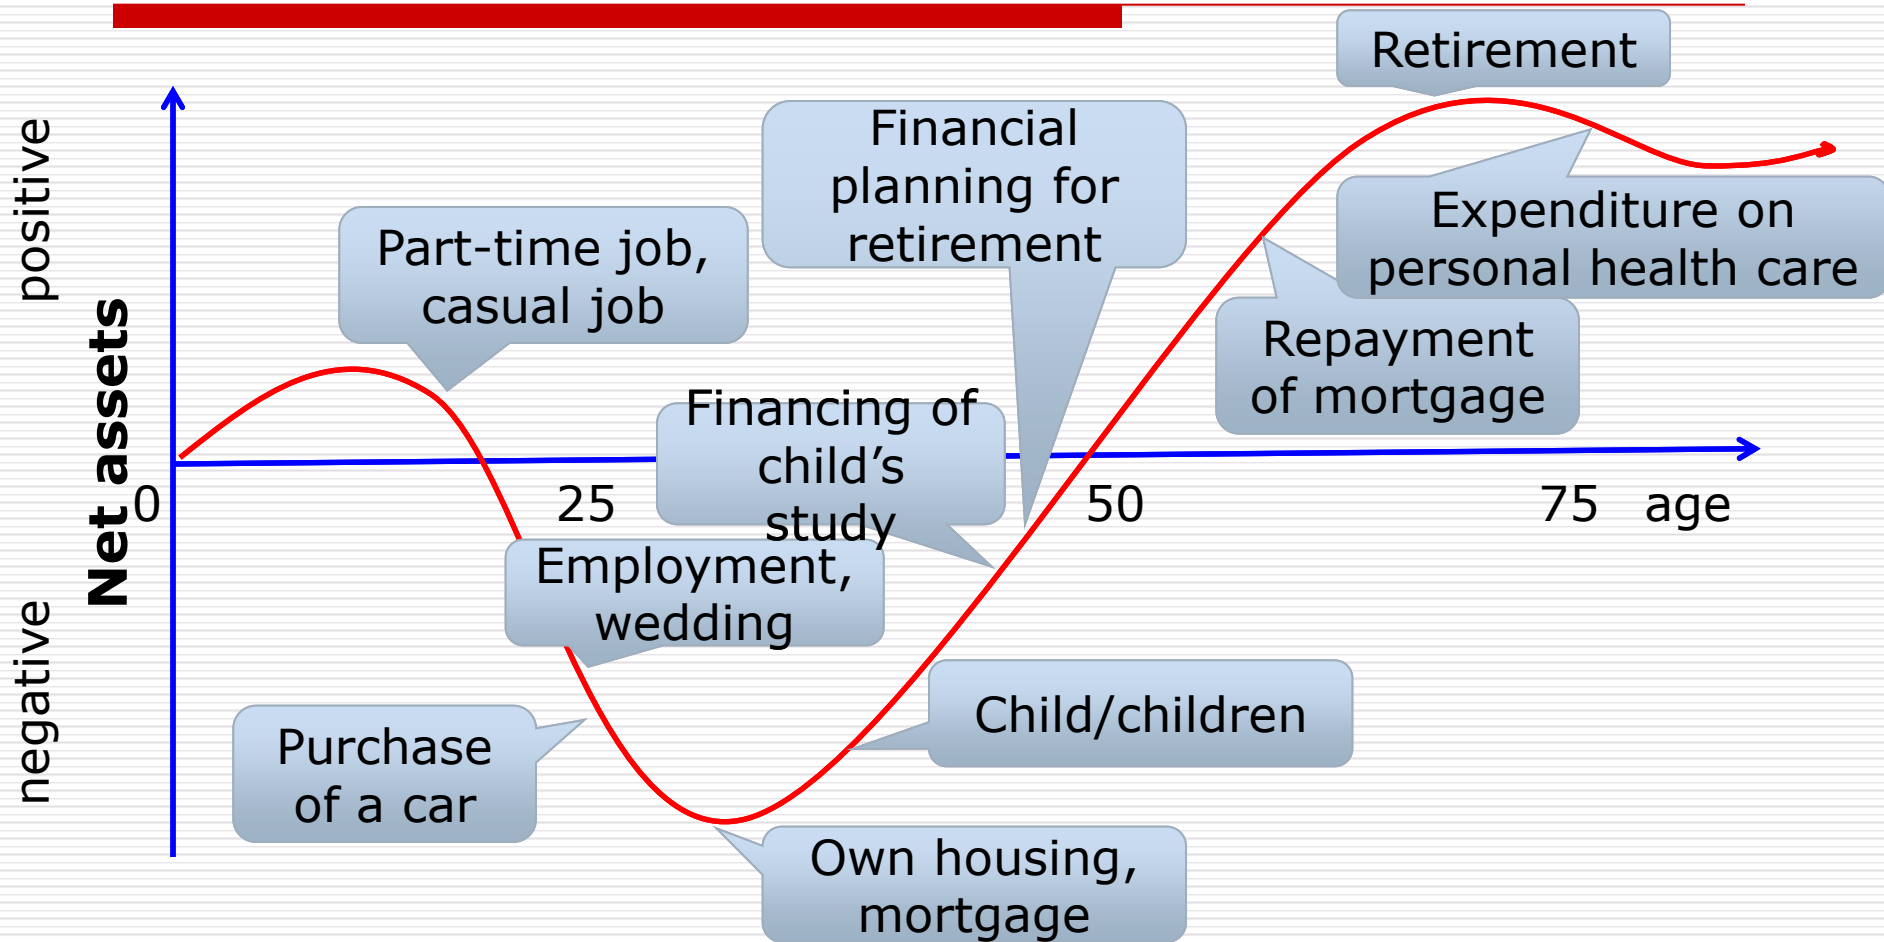 Retirement
Financial
planning for
retirement
positive
Part-time job,
casual job
Expenditure on
personal health care
Repayment
of mortgage
Net assets
Financing of
child’s
study
0
25
50
75
age
Employment,
wedding
negative
Child/children
Purchase
of a car
Own housing,
mortgage